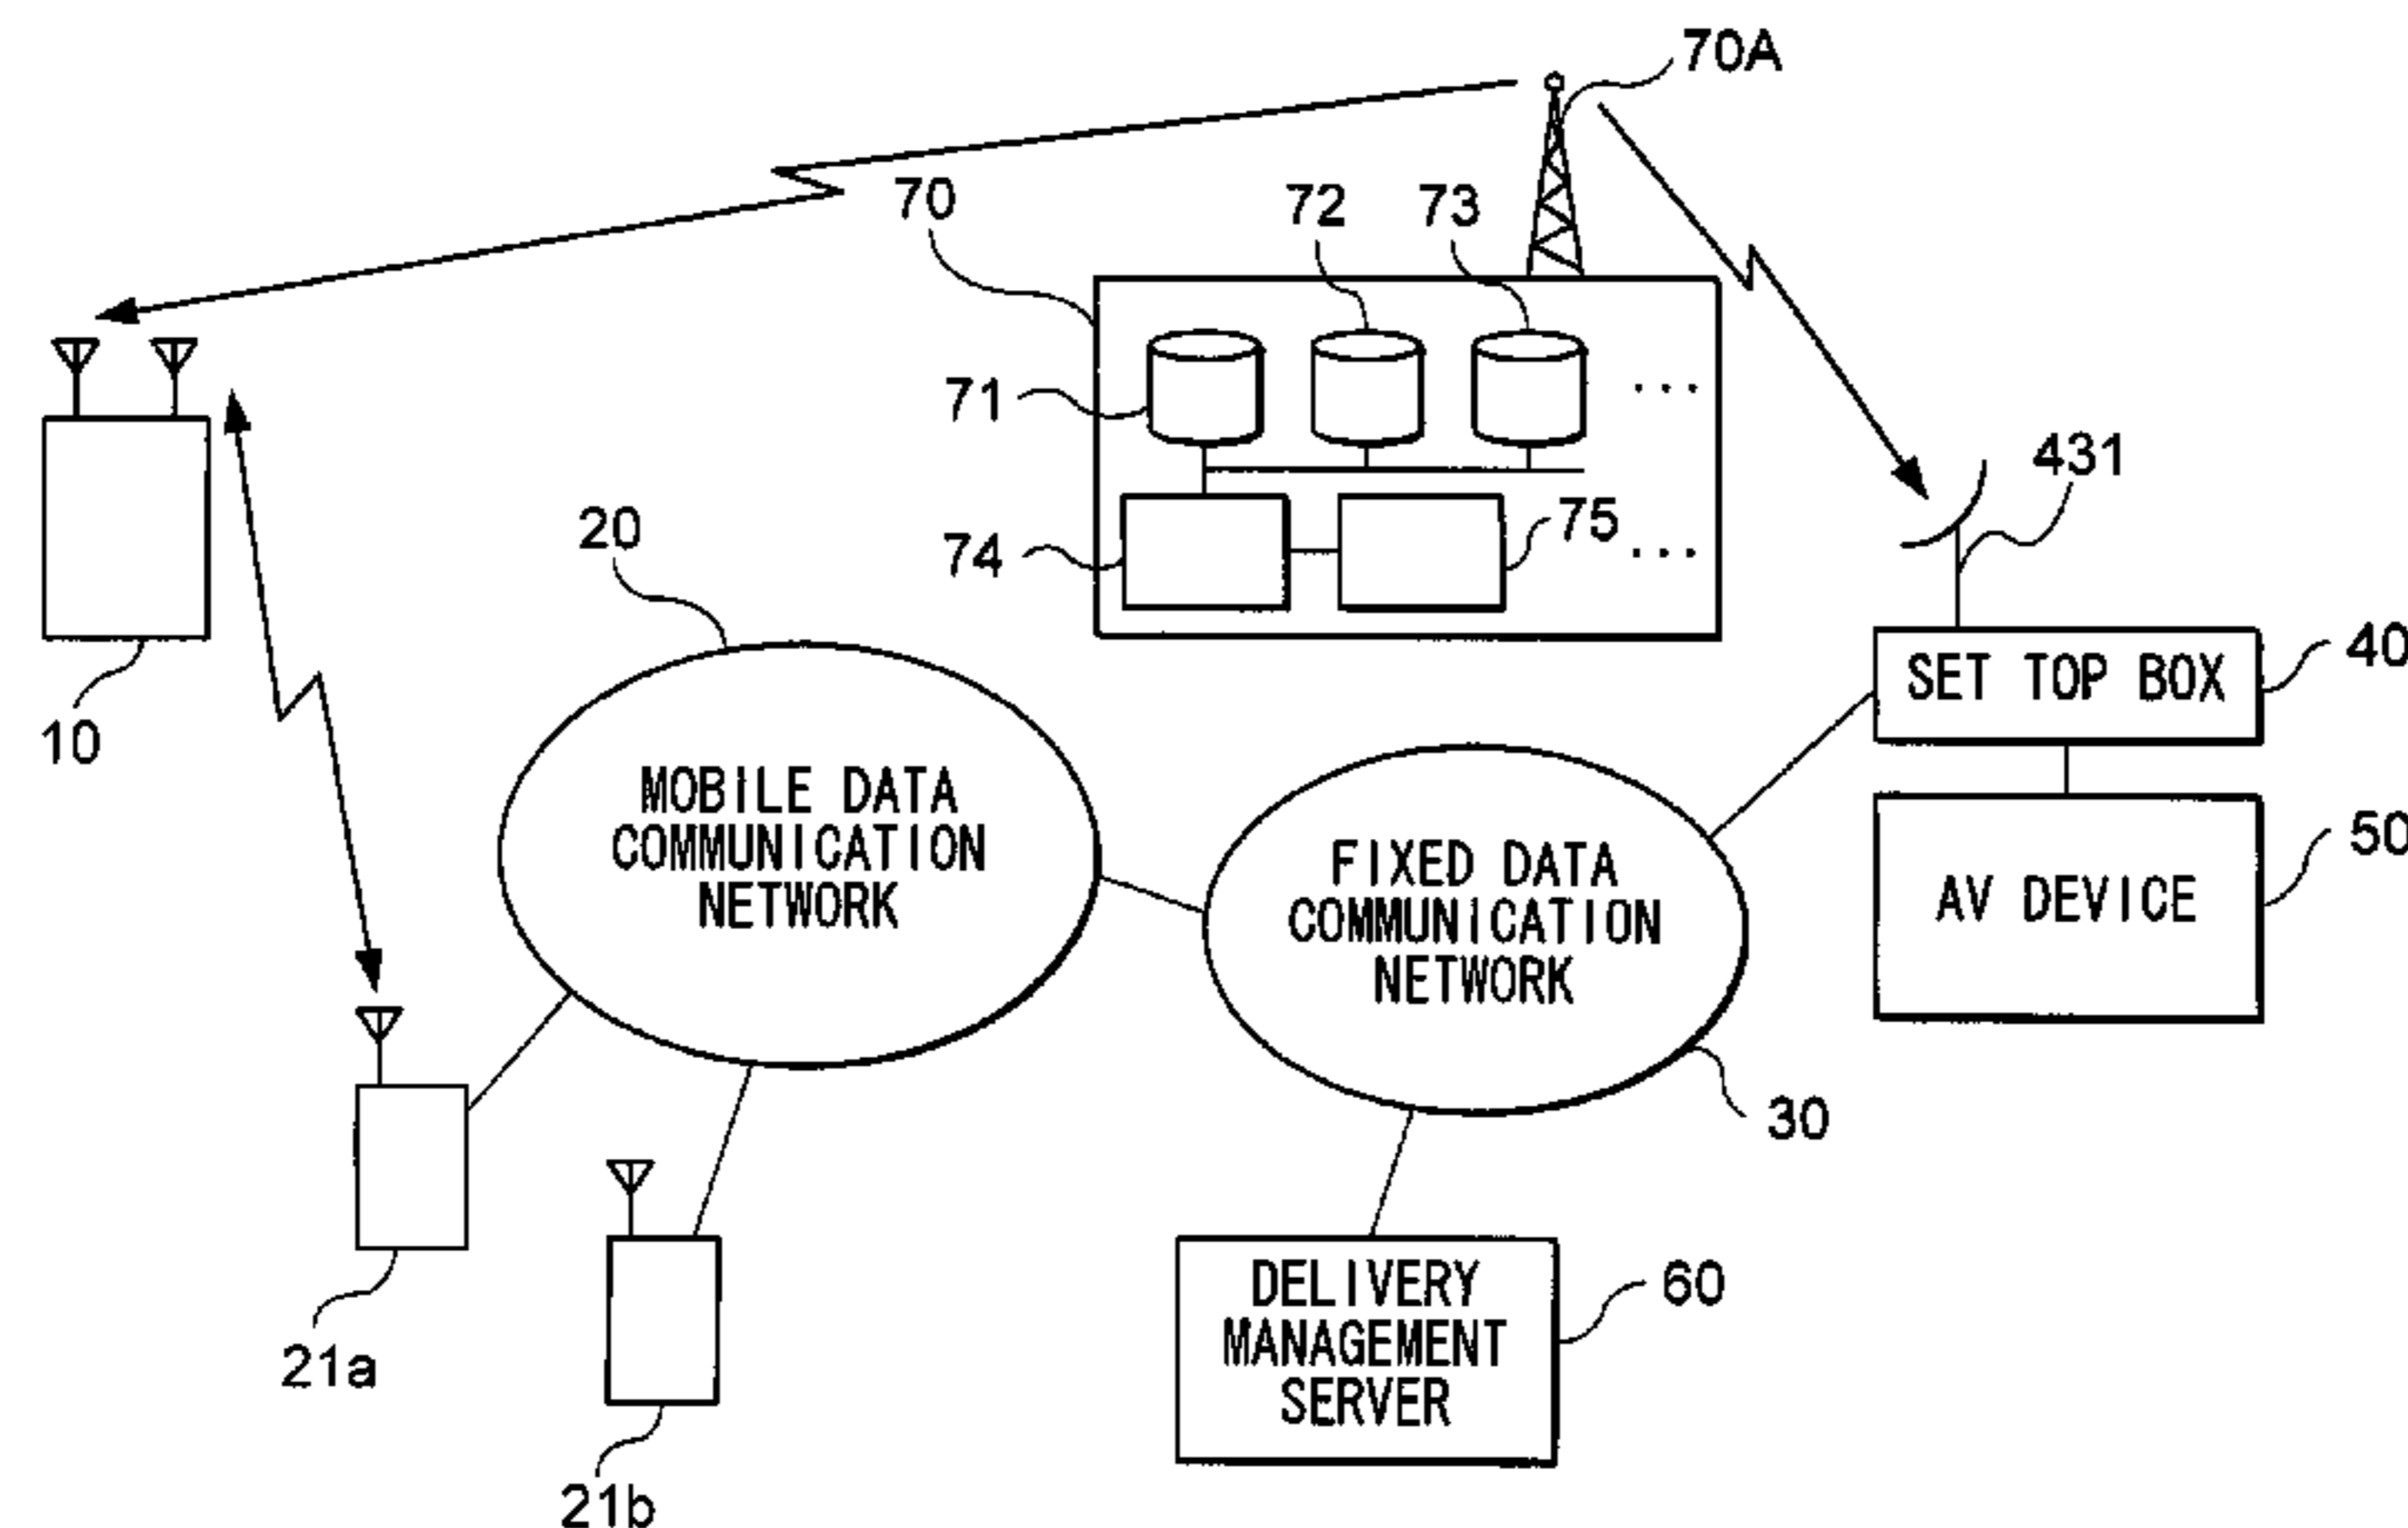 70A
70
72
73
71
431
20
74
75
SET TOP BOX
40
10
MOBILE DATA
COMMUNICATION
NETWORK
FIXED DATA
COMMUNICATION
NETWORK
AV DEVICE
50
30
DELIVERY
MANAGEMENT
SERVER
60
21a
21b